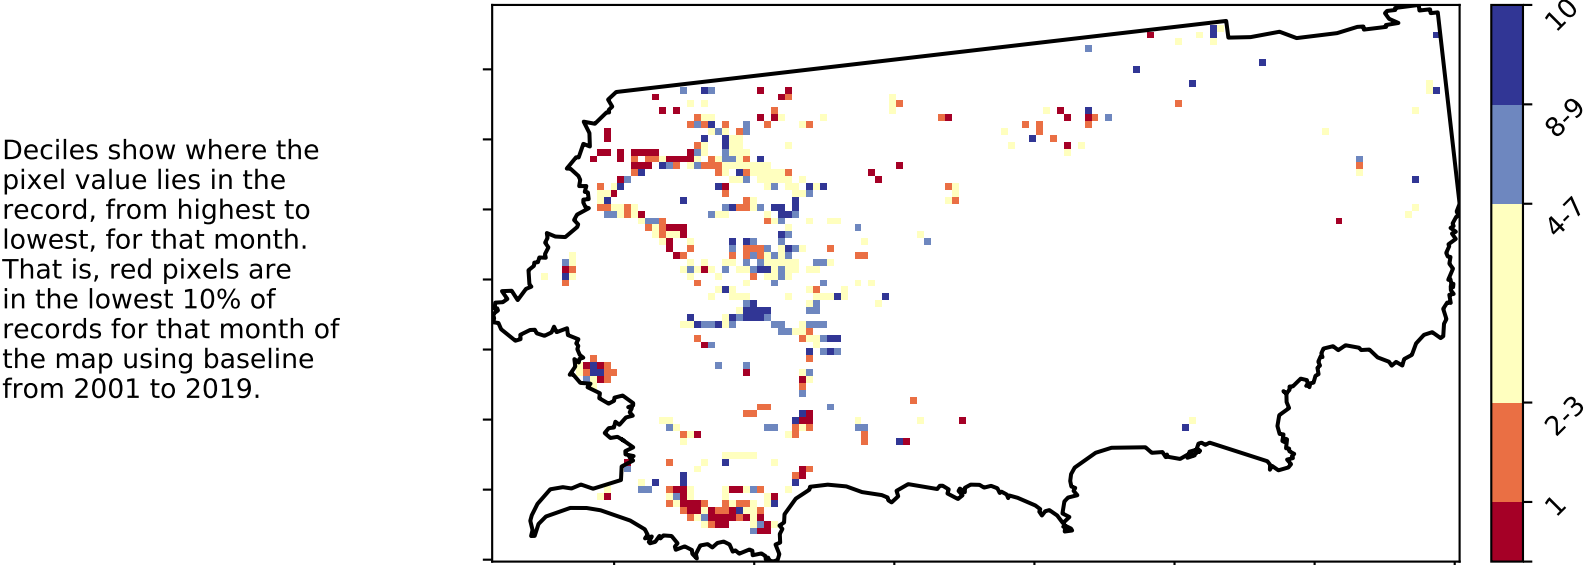 Deciles show where the
pixel value lies in the
record, from highest to
lowest, for that month.
That is, red pixels are
in the lowest 10% of
records for that month of
the map using baseline
from 2001 to 2019.
10
8-9
4-7
2-3
1